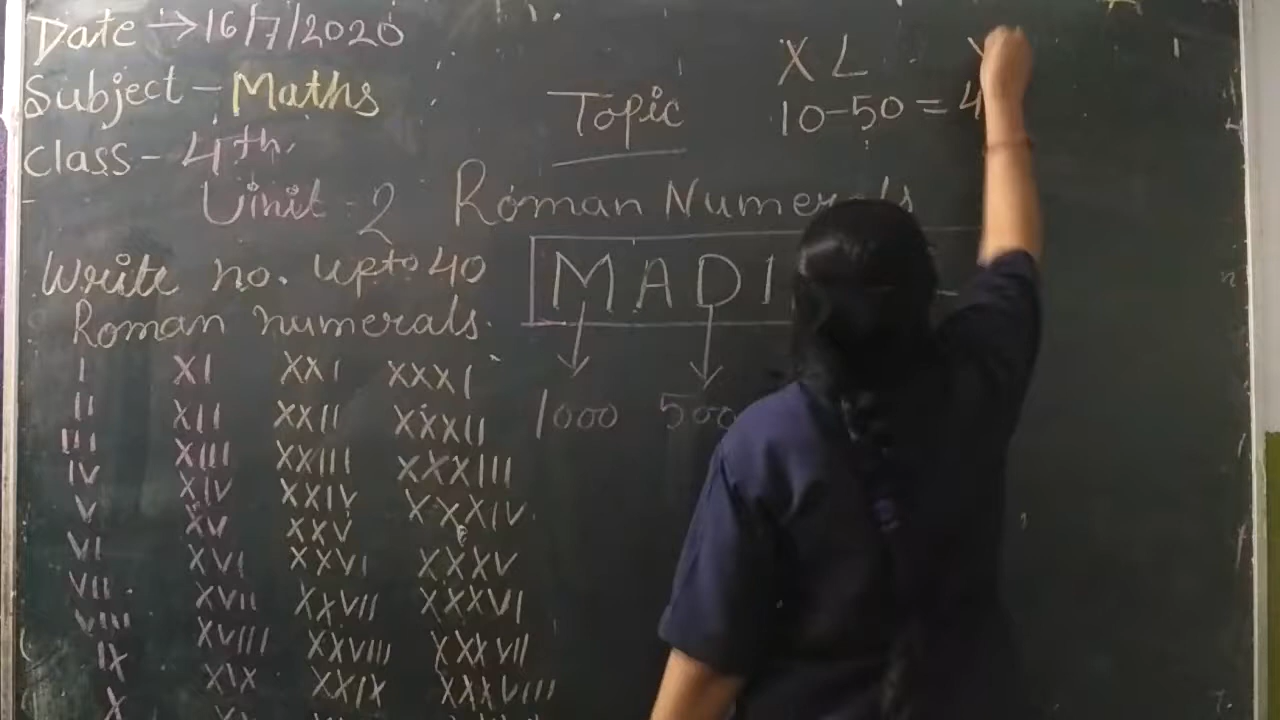 Date → 16/7/2020
Subject - Maths
Class - 4th.
Topic
X L
10-50 = 4
Unit - 2 Roman Numerals
Write no. upto 40
Roman numerals.
MADI
1000 500
I XI XXI XXXI
II XII XXII XXXII
III XIII XXIII XXXIII
IV XIV XXIV XXXIV
V XV XXV XXXV
VI XVI XXVI XXXVI
VII XVII XXVII XXXVII
VIII XVIII XXVIII XXXVIII
IX XIX XXIX
X